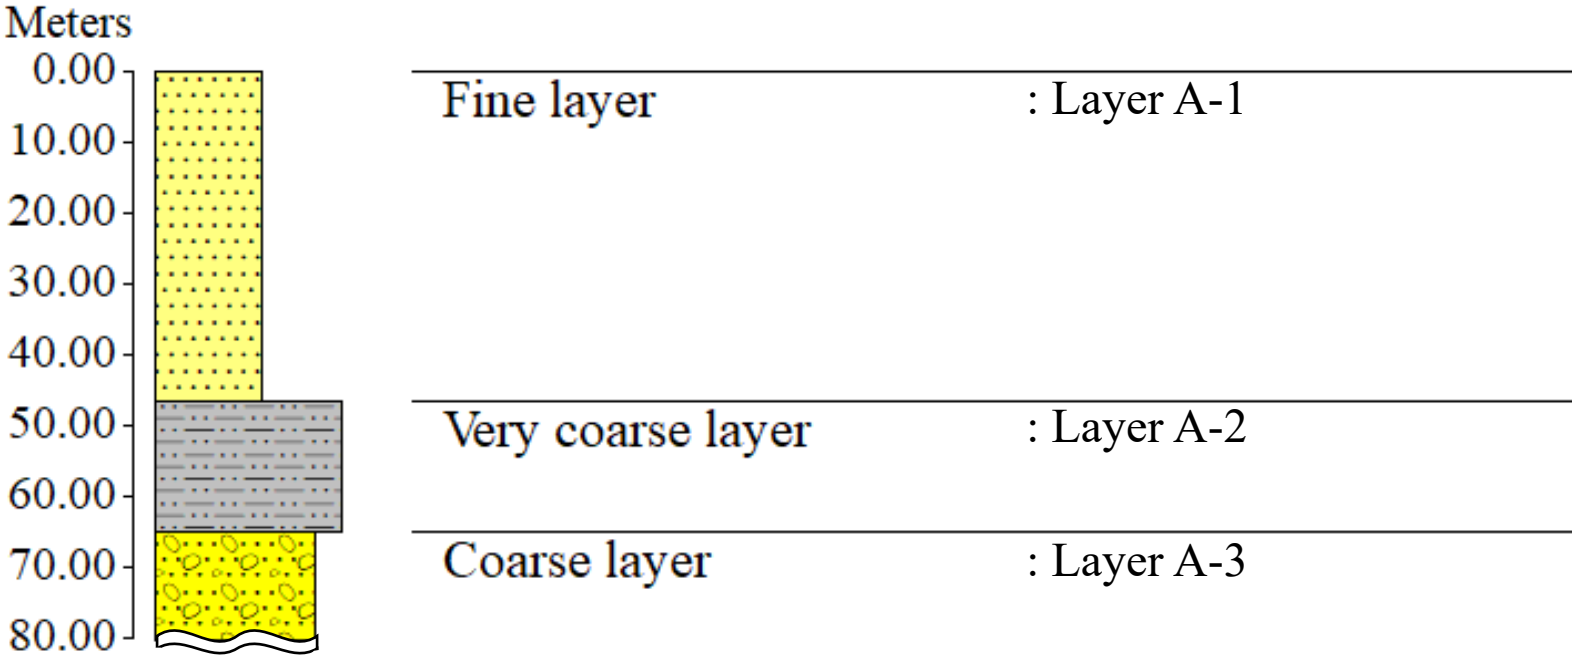 Meters
0.00
Fine layer : Layer A-1
10.00
20.00
30.00
40.00
50.00
Very coarse layer : Layer A-2
60.00
70.00
Coarse layer : Layer A-3
80.00